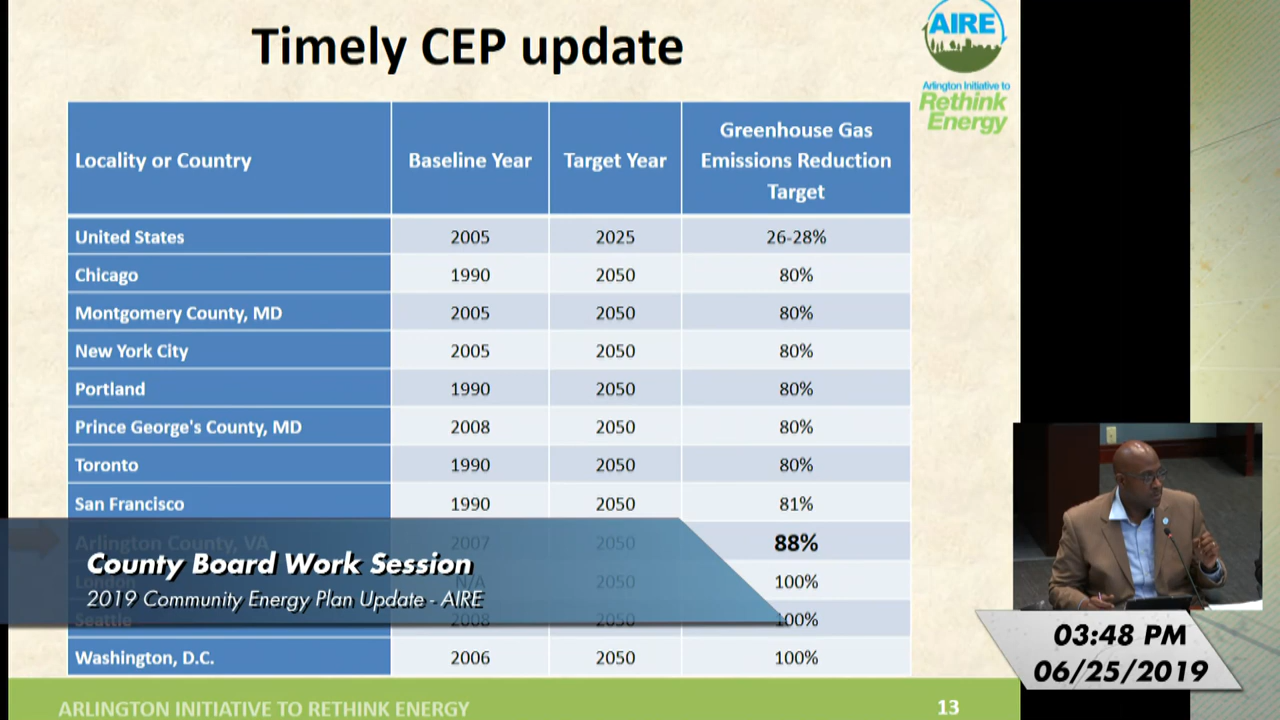 Timely CEP update
AIRE
Arlington Initiative to
Rethink
Energy
Locality or Country Baseline Year Target Year Greenhouse Gas Emissions Reduction Target
United States 2005 2025 26-28%
Chicago 1990 2050 80%
Montgomery County, MD 2005 2050 80%
New York City 2005 2050 80%
Portland 1990 2050 80%
Prince George's County, MD 2008 2050 80%
Toronto 1990 2050 80%
San Francisco 1990 2050 81%
Arlington County, VA 2007 2050 88%
London N/A 2050 100%
Seattle 2008 2050 100%
Washington, D.C. 2006 2050 100%
County Board Work Session
2019 Community Energy Plan Update - AIRE
ARLINGTON INITIATIVE TO RETHINK ENERGY 13
03:48 PM
06/25/2019